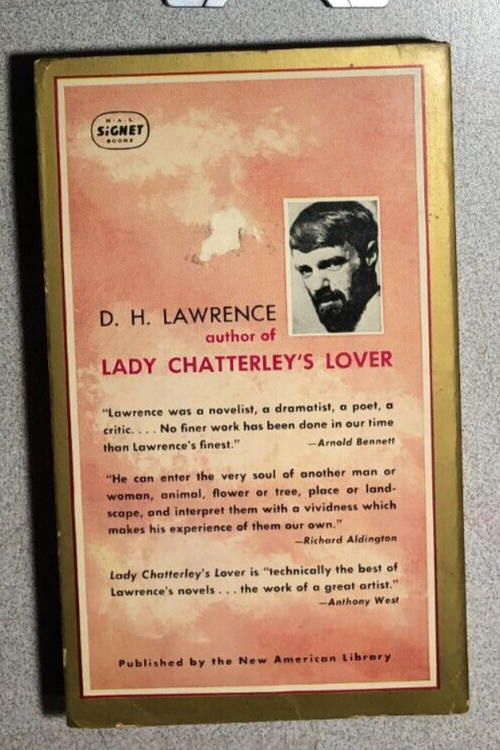 N·A·L
SiGNET
BOOKS
D. H. LAWRENCE
author of
LADY CHATTERLEY'S LOVER
"Lawrence was a novelist, a dramatist, a poet, a
critic. . . . No finer work has been done in our time
than Lawrence's finest." —Arnold Bennett
"He can enter the very soul of another man or
woman, animal, flower or tree, place or land-
scape, and interpret them with a vividness which
makes his experience of them our own."
—Richard Aldington
Lady Chatterley's Lover is "technically the best of
Lawrence's novels . . . the work of a great artist."
—Anthony West
Published by the New American Library